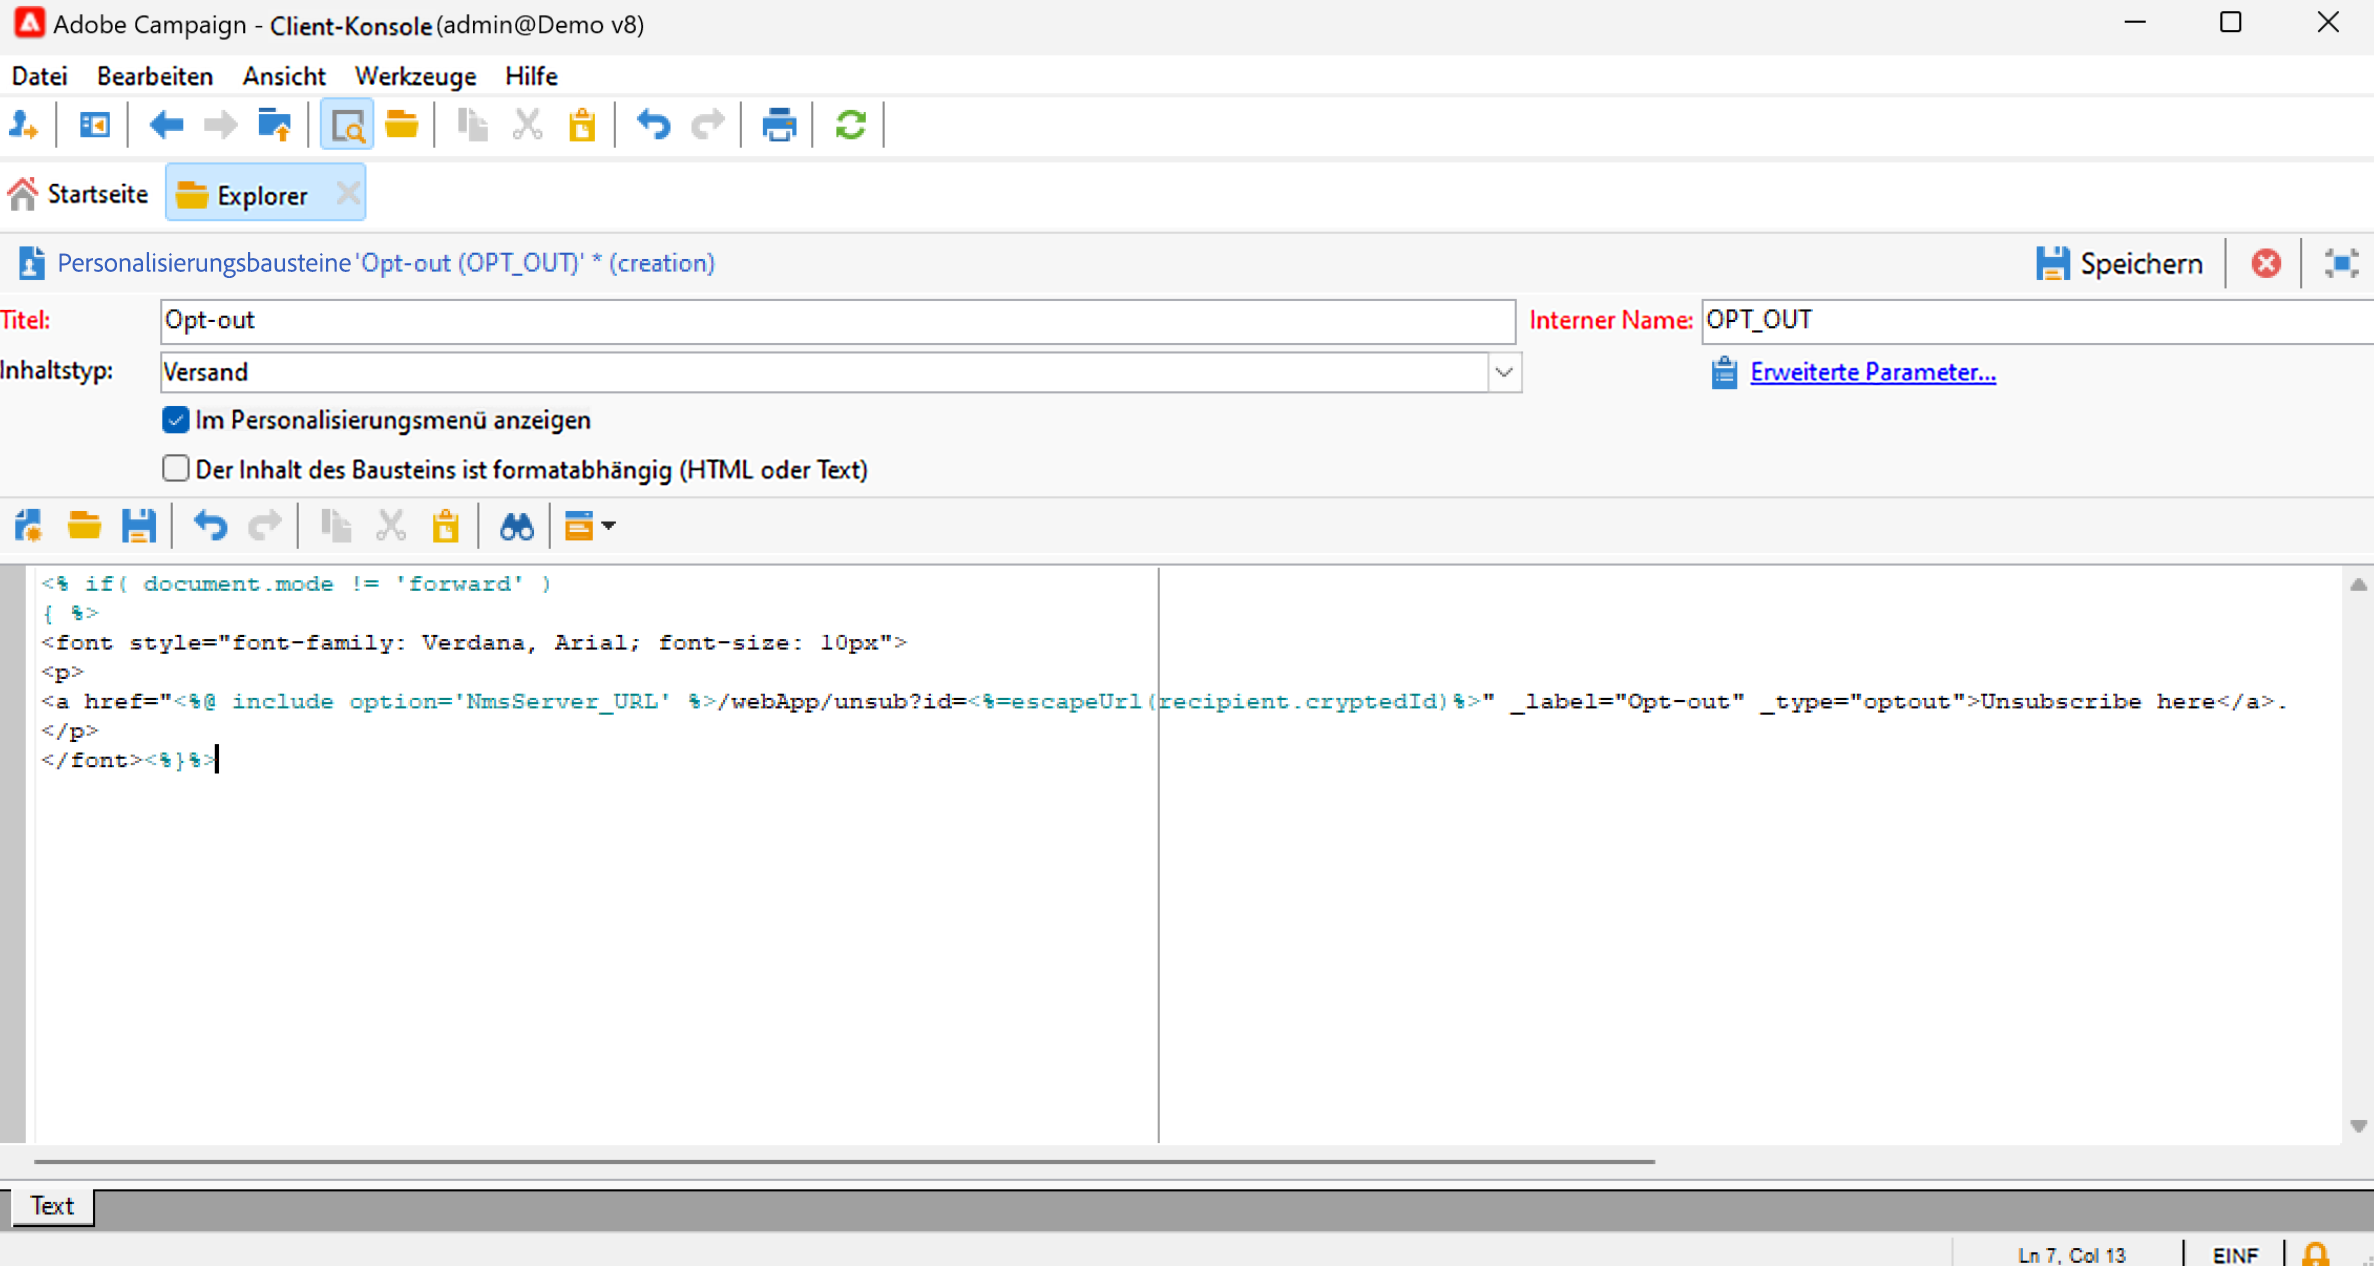 Adobe Campaign - Client-Konsole (admin@Demo v8)
Datei Bearbeiten Ansicht Werkzeuge Hilfe
Startseite Explorer
Personalisierungsbausteine 'Opt-out (OPT_OUT)' * (creation) Speichern
Titel: Opt-out Interner Name: OPT_OUT
Inhaltstyp: Versand Erweiterte Parameter...
Im Personalisierungsmenü anzeigen
Der Inhalt des Bausteins ist formatabhängig (HTML oder Text)
<% if( document.mode != 'forward' )
{ %>
<font style="font-family: Verdana, Arial; font-size: 10px">
<p>
<a href="<%@ include option='NmsServer_URL' %>/webApp/unsub?id=<%=escapeUrl(recipient.cryptedId)%>" _label="Opt-out" _type="optout">Unsubscribe here</a>.
</p>
</font><%}%>
Text
Ln 7, Col 13 EINF